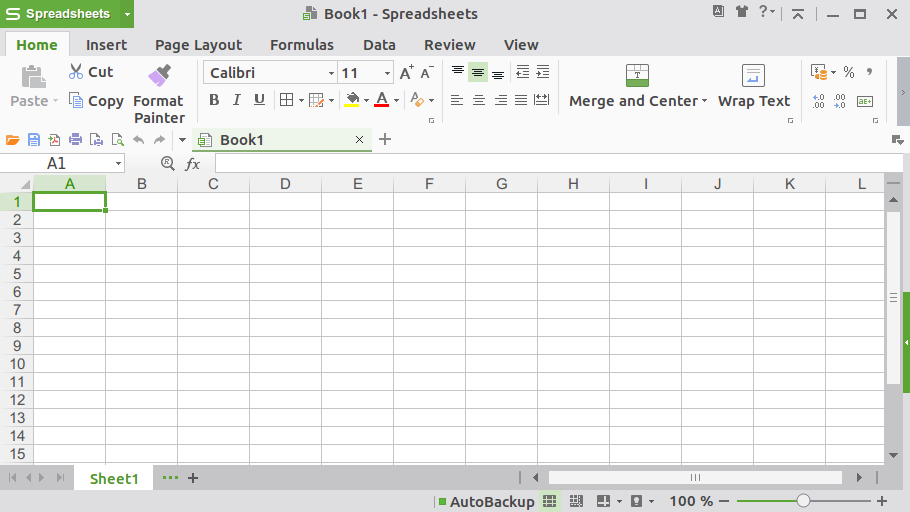 Spreadsheets
Book1 - Spreadsheets
Home Insert Page Layout Formulas Data Review View
Paste Cut Copy Format Painter
Calibri 11
B I U A
Merge and Center Wrap Text
%
Book1
A1 fx
A B C D E F G H I J K L
1
2
3
4
5
6
7
8
9
10
11
12
13
14
15
Sheet1
AutoBackup 100 %